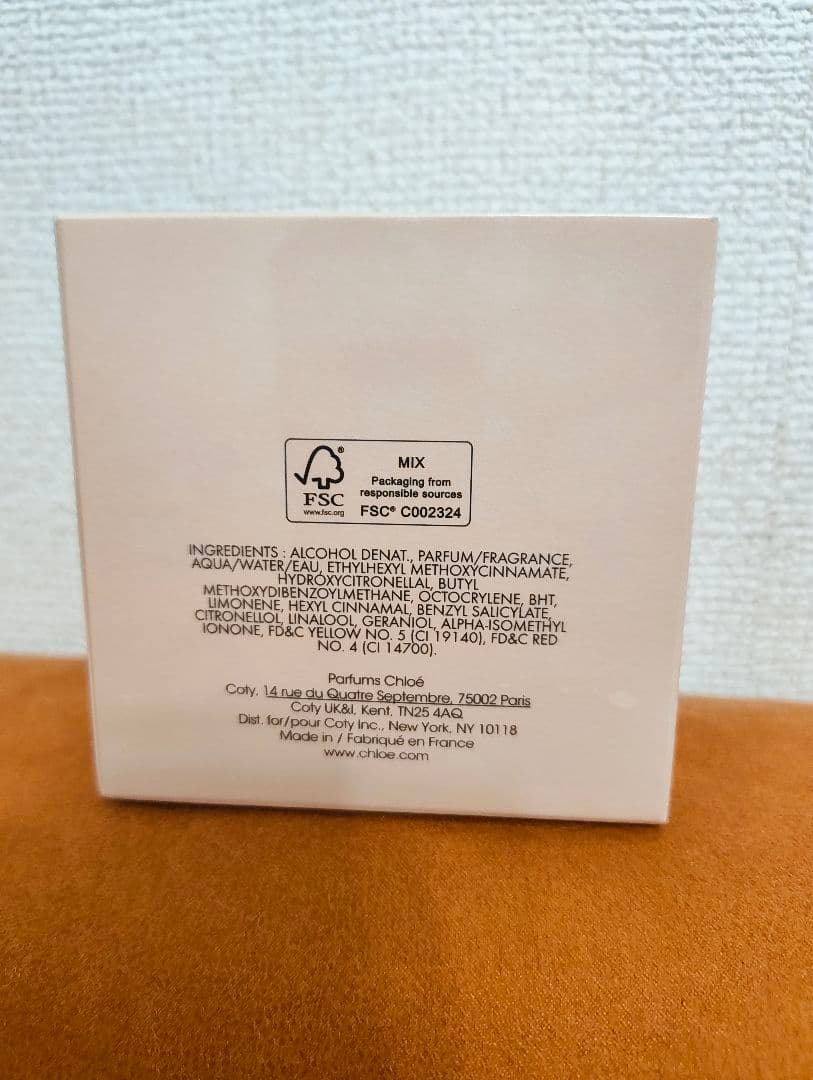 MIX
Packaging from
responsible sources
FSC® C002324
FSC®
www.fsc.org
INGREDIENTS : ALCOHOL DENAT., PARFUM/FRAGRANCE,
AQUA/WATER/EAU, ETHYLHEXYL METHOXYCINNAMATE,
HYDROXYCITRONELLAL, BUTYL
METHOXYDIBENZOYLMETHANE, OCTOCRYLENE, BHT,
LIMONENE, HEXYL CINNAMAL, BENZYL SALICYLATE,
CITRONELLOL, LINALOOL, GERANIOL, ALPHA-ISOMETHYL
IONONE, FD&C YELLOW NO. 5 (CI 19140), FD&C RED
NO. 4 (CI 14700).
Parfums Chloé
Coty, 14 rue du Quatre Septembre, 75002 Paris
Coty UK&I, Kent, TN25 4AQ
Dist. for/pour Coty Inc., New York, NY 10118
Made in / Fabriqué en France
www.chloe.com